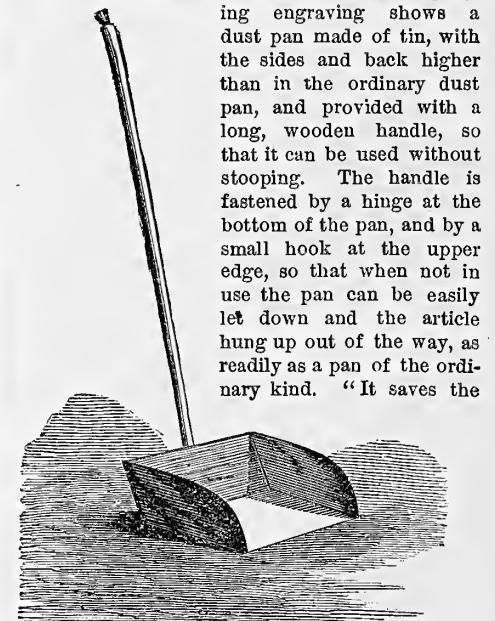 ing engraving shows a
dust pan made of tin, with
the sides and back higher
than in the ordinary dust
pan, and provided with a
long, wooden handle, so
that it can be used without
stooping. The handle is
fastened by a hinge at the
bottom of the pan, and by a
small hook at the upper
edge, so that when not in
use the pan can be easily
let down and the article
hung up out of the way, as
readily as a pan of the ordi-
nary kind. “It saves the